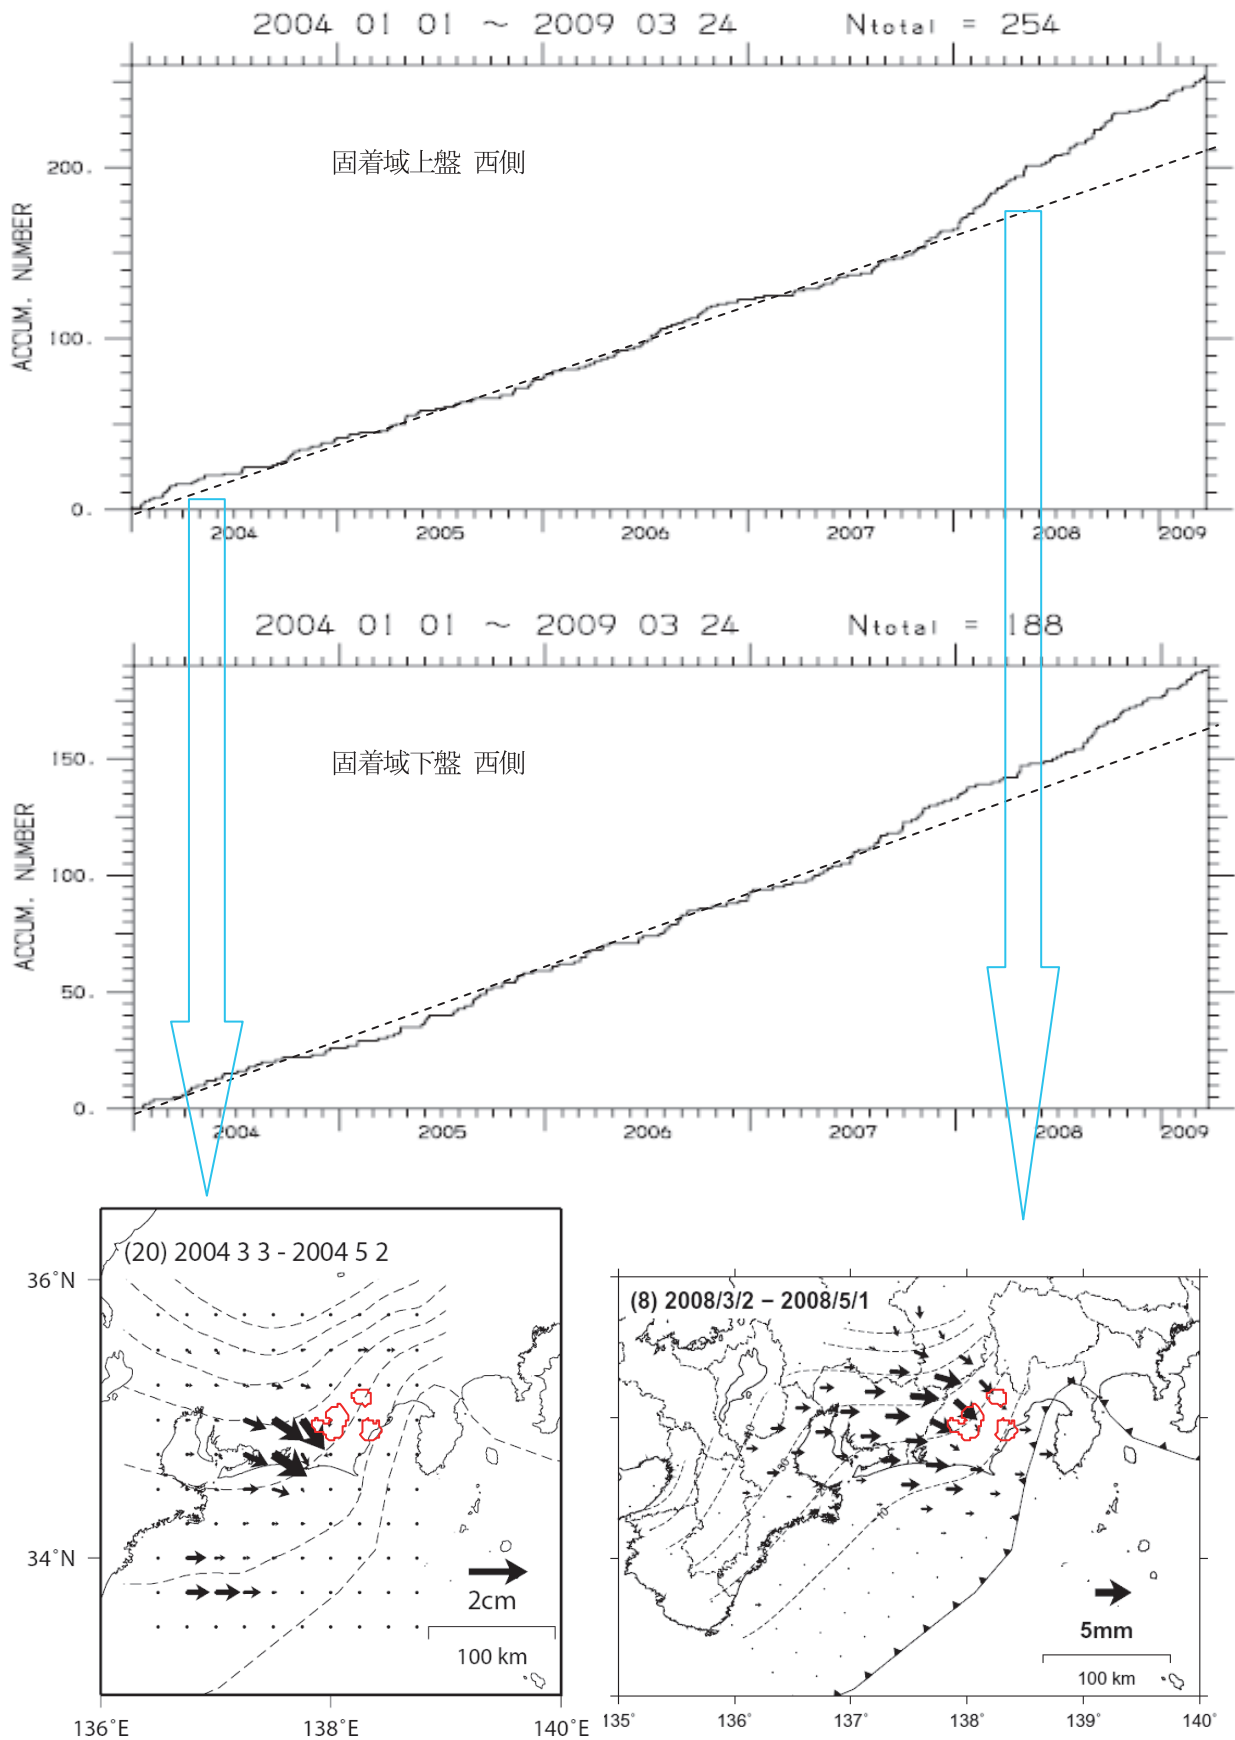 2004 01 01 ~ 2009 03 24 Ntotal = 254
固着域上盤 西側
ACCUM. NUMBER
200.
100.
0.
2004 2005 2006 2007 2008 2009
2004 01 01 ~ 2009 03 24 Ntotal = 188
固着域下盤 西側
ACCUM. NUMBER
150.
100.
50.
0.
2004 2005 2006 2007 2008 2009
(20) 2004 3 3 - 2004 5 2
36˚N
34˚N
2cm
100 km
136˚E 138˚E 140˚E
(8) 2008/3/2 – 2008/5/1
5mm
100 km
135˚ 136˚ 137˚ 138˚ 139˚ 140˚